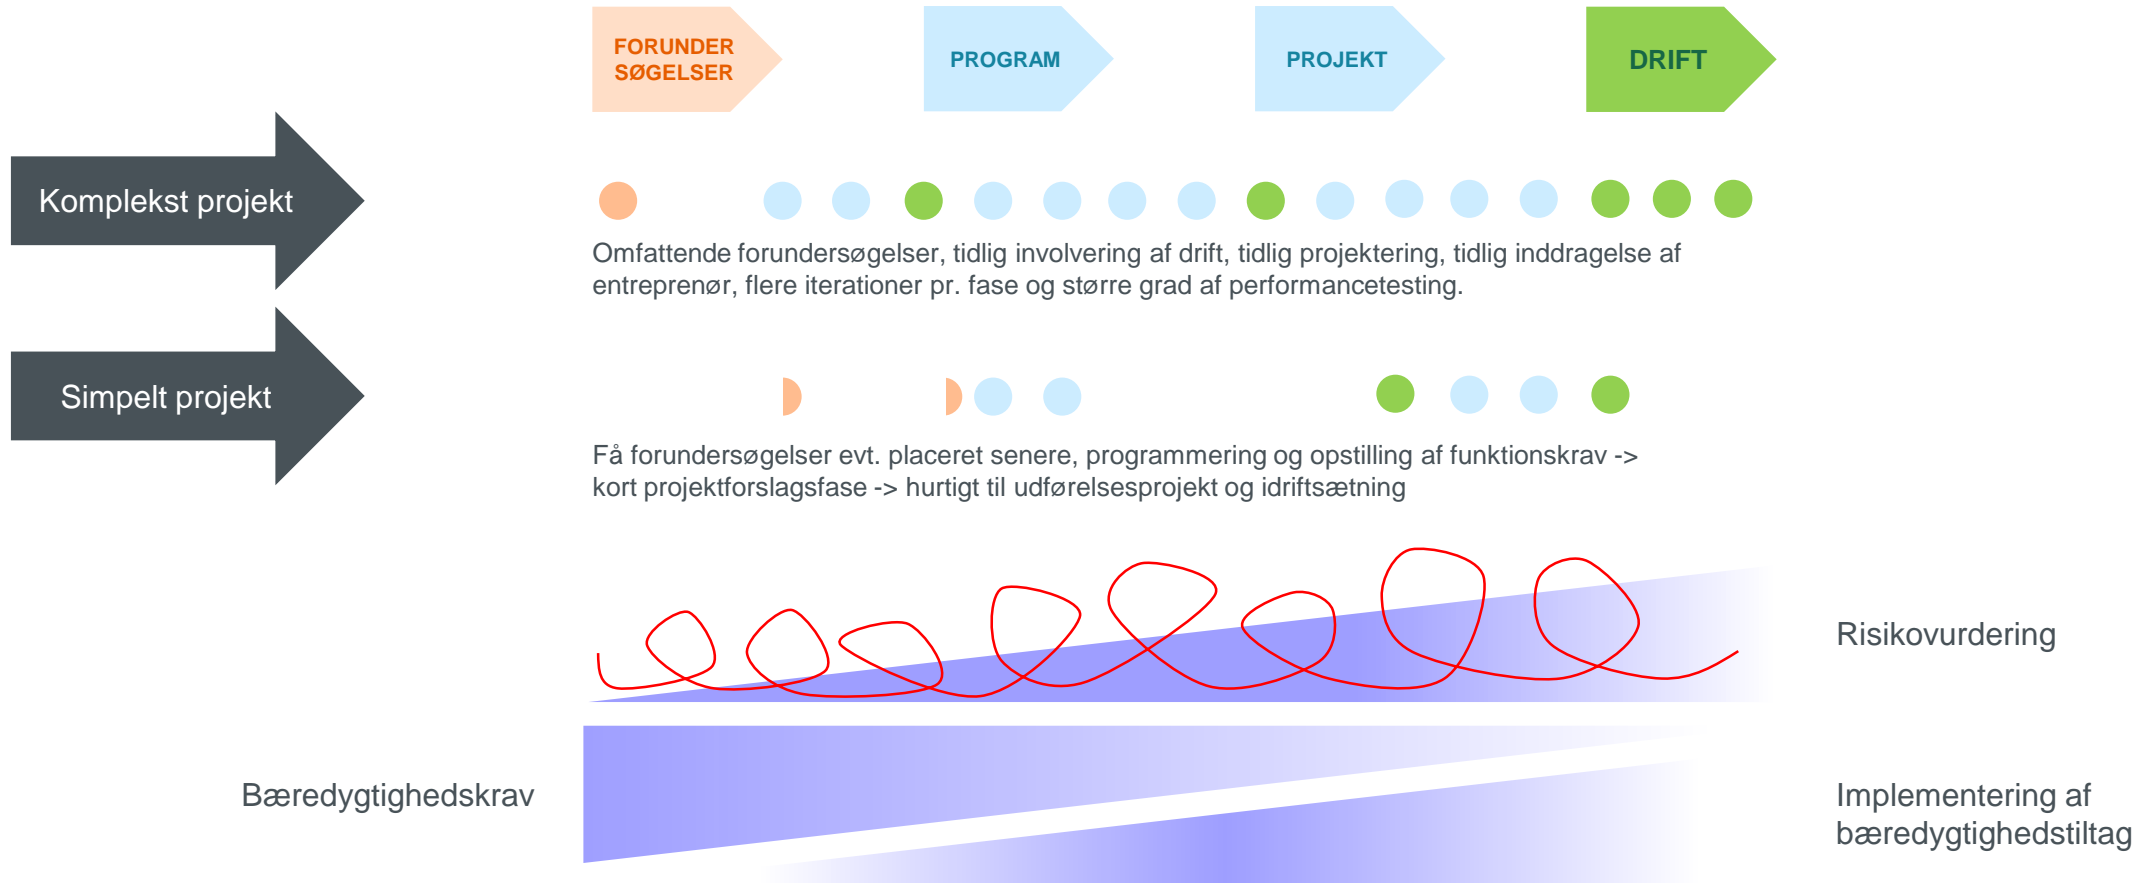 FORUNDER
SØGELSER
PROGRAM
PROJEKT
DRIFT
Komplekst projekt
Omfattende forundersøgelser, tidlig involvering af drift, tidlig projektering, tidlig inddragelse af
entreprenør, flere iterationer pr. fase og større grad af performancetesting.
Simpelt projekt
Få forundersøgelser evt. placeret senere, programmering og opstilling af funktionskrav ->
kort projektforslagsfase -> hurtigt til udførelsesprojekt og idriftsætning
Risikovurdering
Bæredygtighedskrav
Implementering af
bæredygtighedstiltag